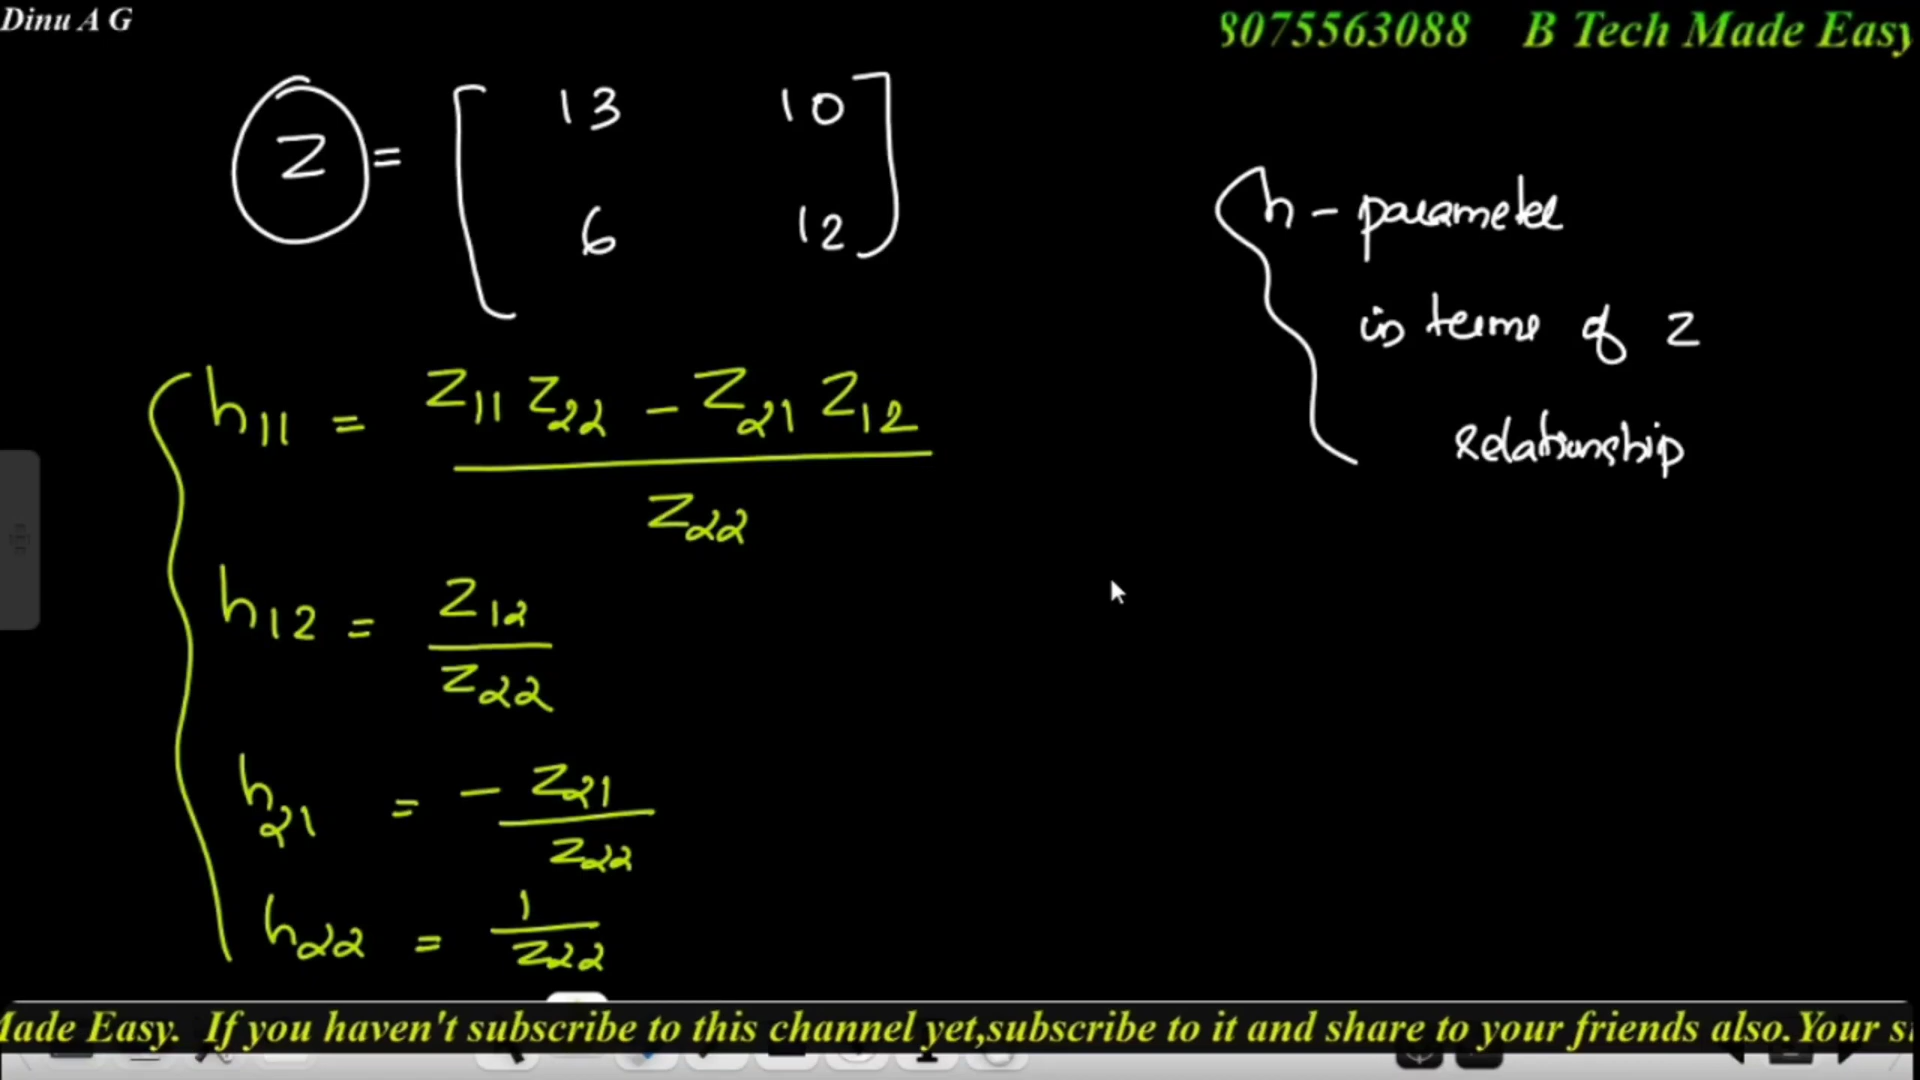 Dinu A G
8075563088 B Tech Made Easy
Z = [ 13 10
6 12 ]
h - parameter
in terms of Z
relationship
h11 = Z11 Z22 - Z21 Z12 / Z22
h12 = Z12 / Z22
h21 = - Z21 / Z22
h22 = 1 / Z22
Made Easy. If you haven't subscribe to this channel yet,subscribe to it and share to your friends also.Your